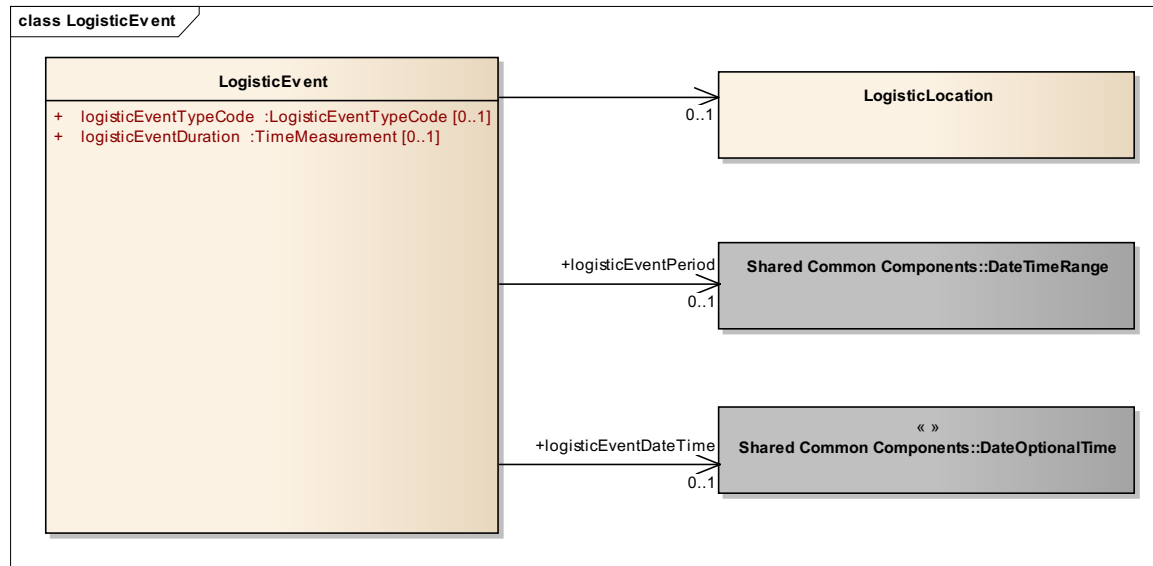 class LogisticEvent
LogisticEvent
+ logisticEventTypeCode :LogisticEventTypeCode [0..1]
+ logisticEventDuration :TimeMeasurement [0..1]
LogisticLocation
0..1
+logisticEventPeriod
Shared Common Components::DateTimeRange
0..1
+logisticEventDateTime
« »
Shared Common Components::DateOptionalTime
0..1